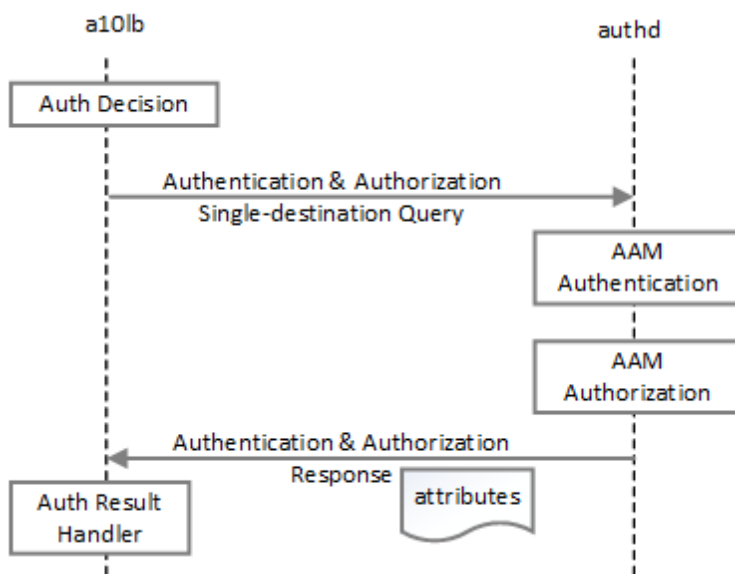 a10lb
authd
Auth Decision
Authentication & Authorization
Single-destination Query
AAM
Authentication
AAM
Authorization
Authentication & Authorization
Response
attributes
Auth Result
Handler